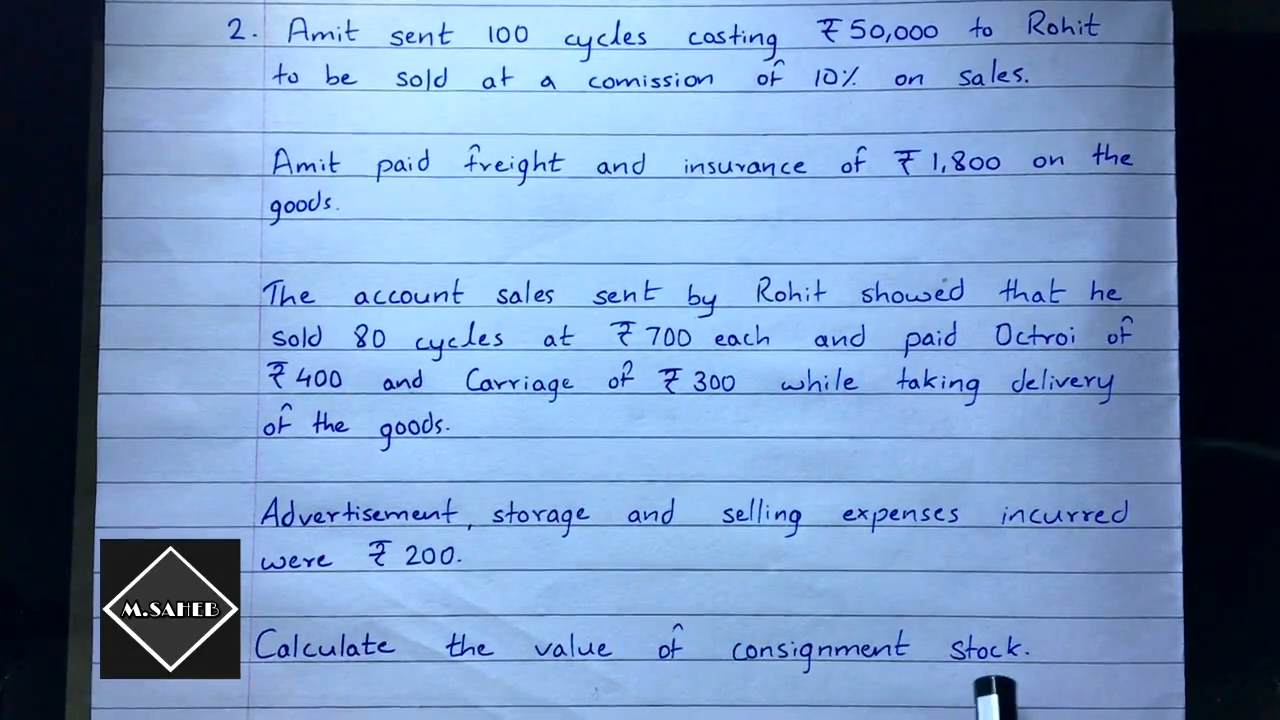 2. Amit sent 100 cycles costing ₹50,000 to Rohit
to be sold at a comission of 10% on sales.
Amit paid freight and insurance of ₹1,800 on the
goods.
The account sales sent by Rohit showed that he
sold 80 cycles at ₹700 each and paid Octroi of
₹400 and Carriage of ₹300 while taking delivery
of the goods.
Advertisement, storage and selling expenses incurred
were ₹200.
M.SAHEB
Calculate the value of consignment stock.